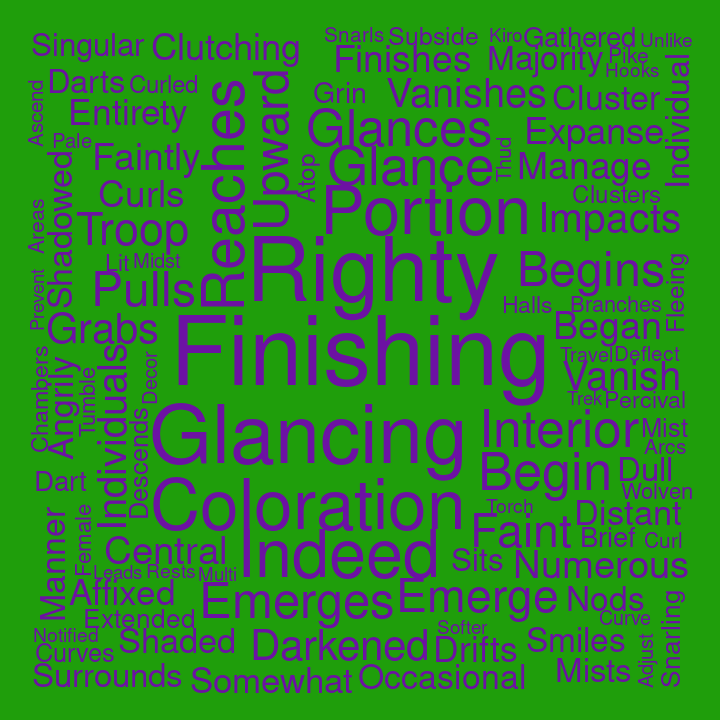 Singular
Clutching
Snarls
Subside
Kiro
Gathered
Unlike
Finishes
Majority
Pike
Hooks
Darts
Curled
Grin
Vanishes
Cluster
Individual
Ascend
Entirety
Reaches
Upward
Glances
Expanse
Pale
Faintly
Atop
Glance
Thud
Manage
Shadowed
Curls
Portion
Clusters
Impacts
Areas
Troop
Righty
Lit
Midst
Pulls
Begins
Fleeing
Prevent
Grabs
Halls
Branches
Began
Finishing
Travel
Deflect
Chambers
Angrily
Tumble
Individuals
Decor
Vanish
Trek
Percival
Glancing
Interior
Mist
Arcs
Descends
Begin
Dull
Dart
Wolven
Coloration
Torch
Distant
Manner
Female
Faint
Brief
Curl
Central
Indeed
Sits
Numerous
Leads
Rests
Multi
Affixed
Emerges
Emerge
Nods
Extended
Curve
Snarling
Notified
Shaded
Darkened
Softer
Drifts
Smiles
Adjust
Curves
Surrounds
Somewhat
Occasional
Mists